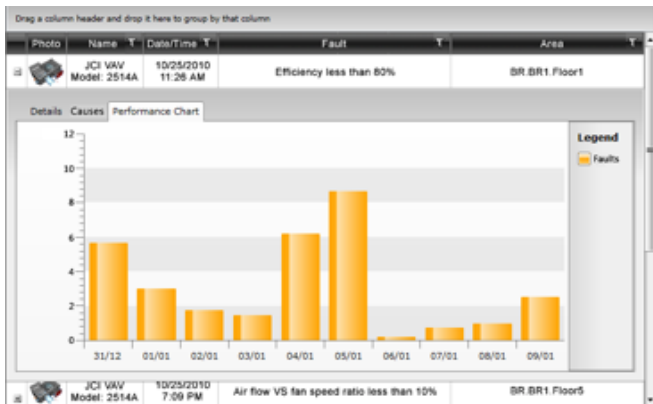 Drag a column header and drop it here to group by that column
Photo Name Date/Time Fault Area
JCI VAV
Model: 2514A
10/25/2010
11:26 AM
Efficiency less than 80%
BR.BR1.Floor1
Details Causes Performance Chart
12
10
8
6
4
2
0
31/12 01/01 02/01 03/01 04/01 05/01 06/01 07/01 08/01 09/01
Legend
Faults
JCI VAV
Model: 2514A
10/25/2010
7:09 PM
Air flow VS fan speed ratio less than 10%
BR.BR1.Floor5